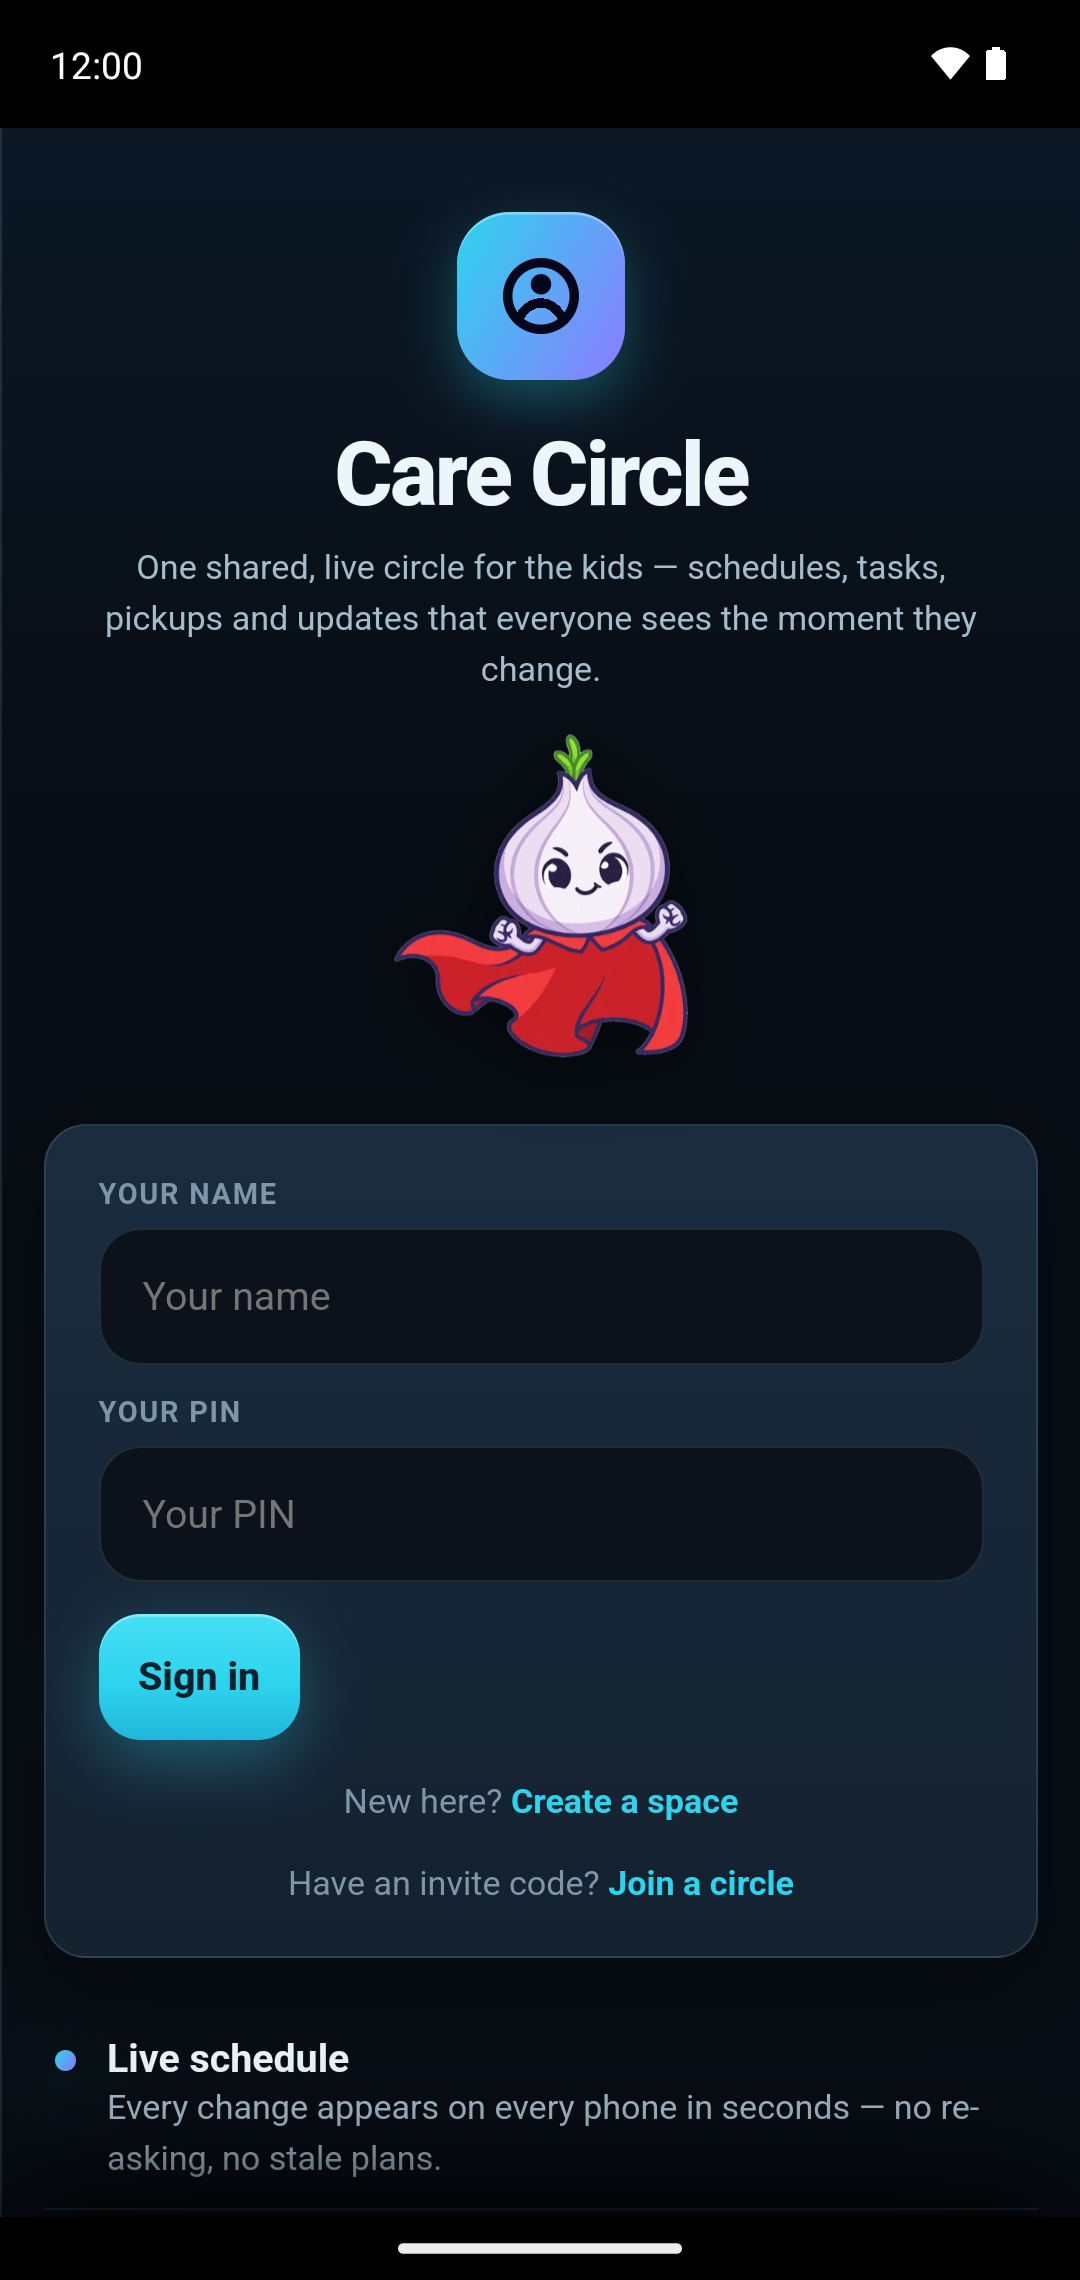 12:00
Care Circle
One shared, live circle for the kids — schedules, tasks,
pickups and updates that everyone sees the moment they
change.
YOUR NAME
Your name
YOUR PIN
Your PIN
Sign in
New here? Create a space
Have an invite code? Join a circle
Live schedule
Every change appears on every phone in seconds — no re-
asking, no stale plans.